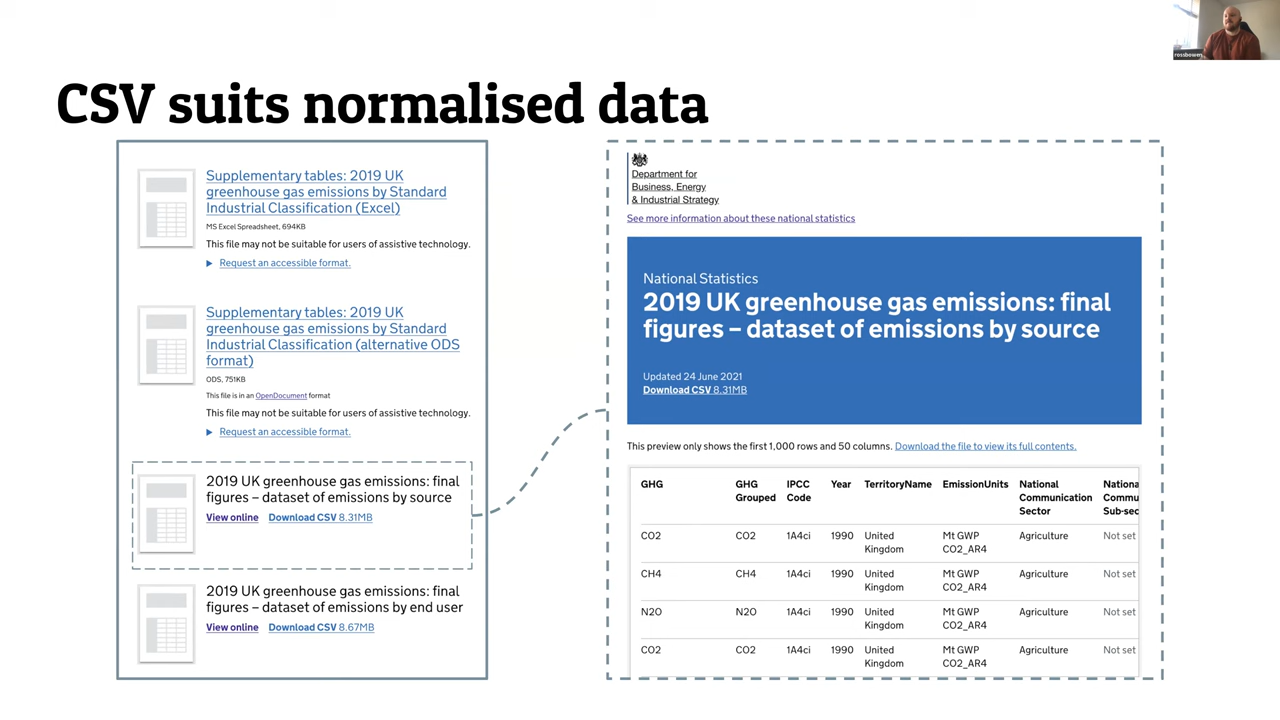 rossbowen
CSV suits normalised data
Supplementary tables: 2019 UK
greenhouse gas emissions by Standard
Industrial Classification (Excel)
MS Excel Spreadsheet, 694KB
This file may not be suitable for users of assistive technology.
Request an accessible format.
Supplementary tables: 2019 UK
greenhouse gas emissions by Standard
Industrial Classification (alternative ODS
format)
ODS, 751KB
This file is in an OpenDocument format
This file may not be suitable for users of assistive technology.
Request an accessible format.
2019 UK greenhouse gas emissions: final
figures – dataset of emissions by source
View online Download CSV 8.31MB
2019 UK greenhouse gas emissions: final
figures – dataset of emissions by end user
View online Download CSV 8.67MB
Department for
Business, Energy
& Industrial Strategy
See more information about these national statistics
National Statistics
2019 UK greenhouse gas emissions: final
figures – dataset of emissions by source
Updated 24 June 2021
Download CSV 8.31MB
This preview only shows the first 1,000 rows and 50 columns. Download the file to view its full contents.
GHG GHG IPCC Year TerritoryName EmissionUnits National Nationa
Grouped Code Communication Commu
Sector Sub-sec
CO2 CO2 1A4ci 1990 United Mt GWP Agriculture Not set
Kingdom CO2_AR4
CH4 CH4 1A4ci 1990 United Mt GWP Agriculture Not set
Kingdom CO2_AR4
N2O N2O 1A4ci 1990 United Mt GWP Agriculture Not set
Kingdom CO2_AR4
CO2 CO2 1A4ci 1990 United Mt GWP Agriculture Not set
Kingdom CO2_AR4